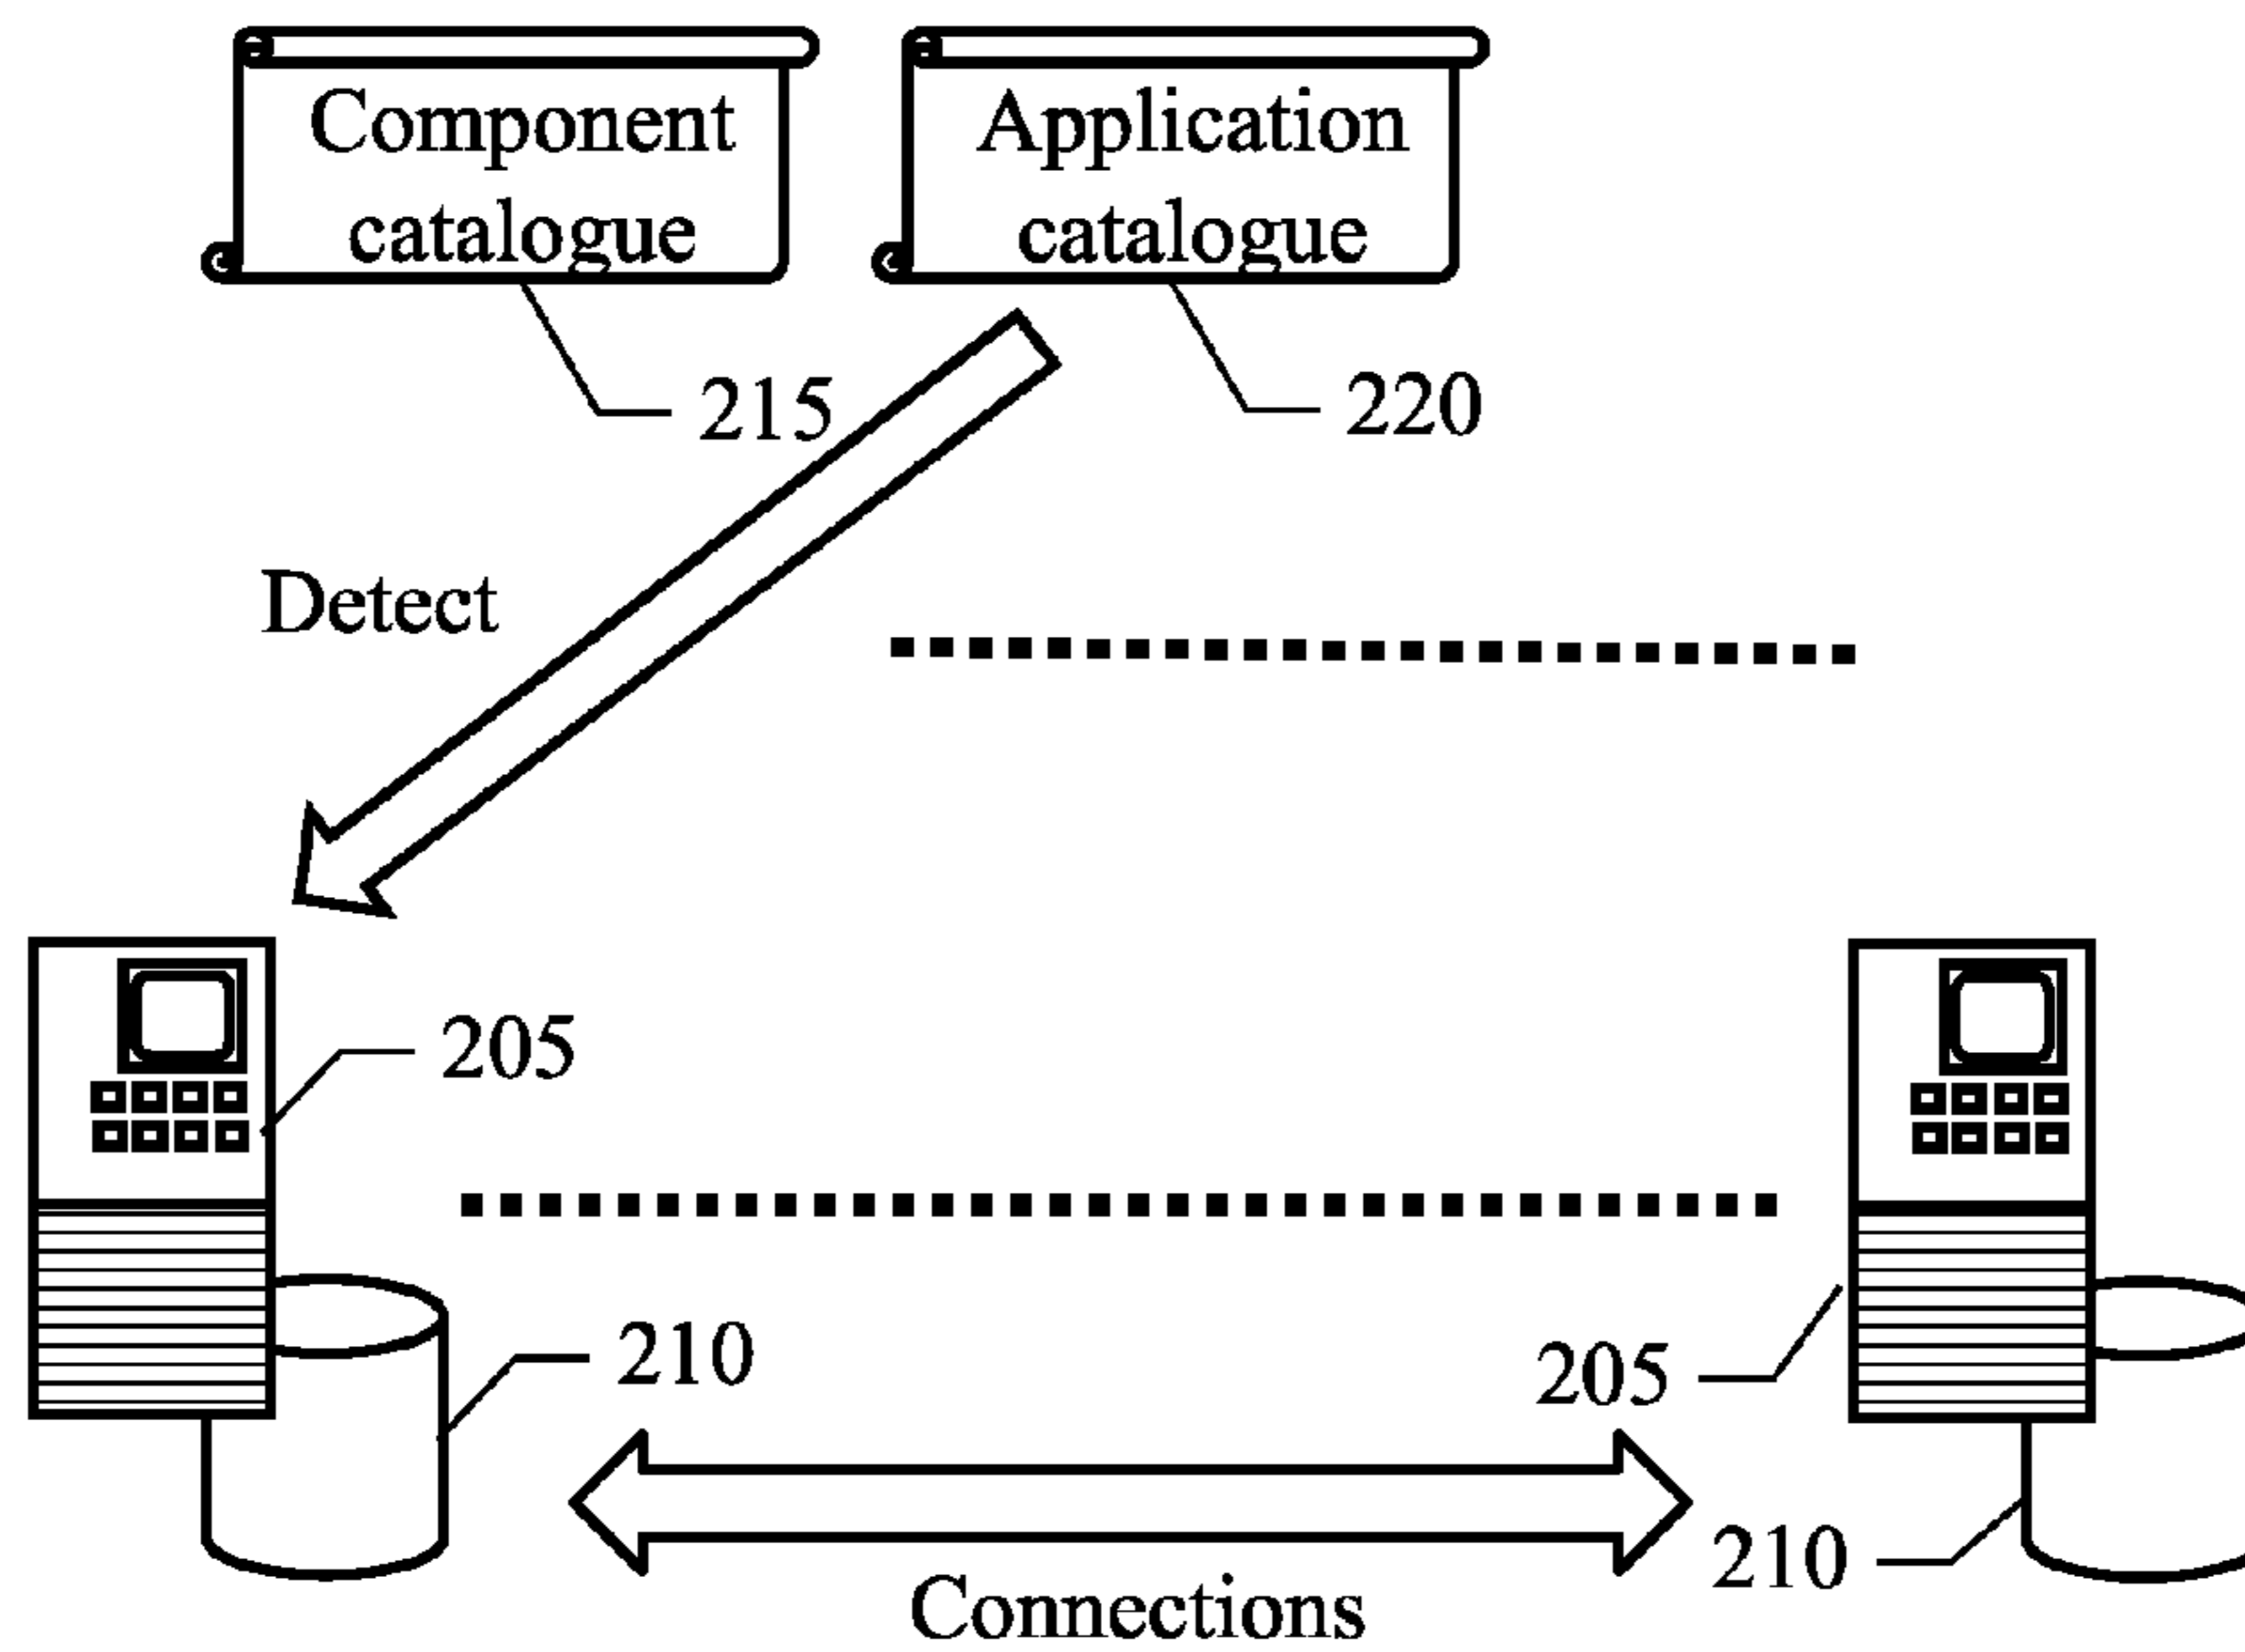 Component
catalogue
Application
catalogue
215
220
Detect
205
210
205
210
Connections